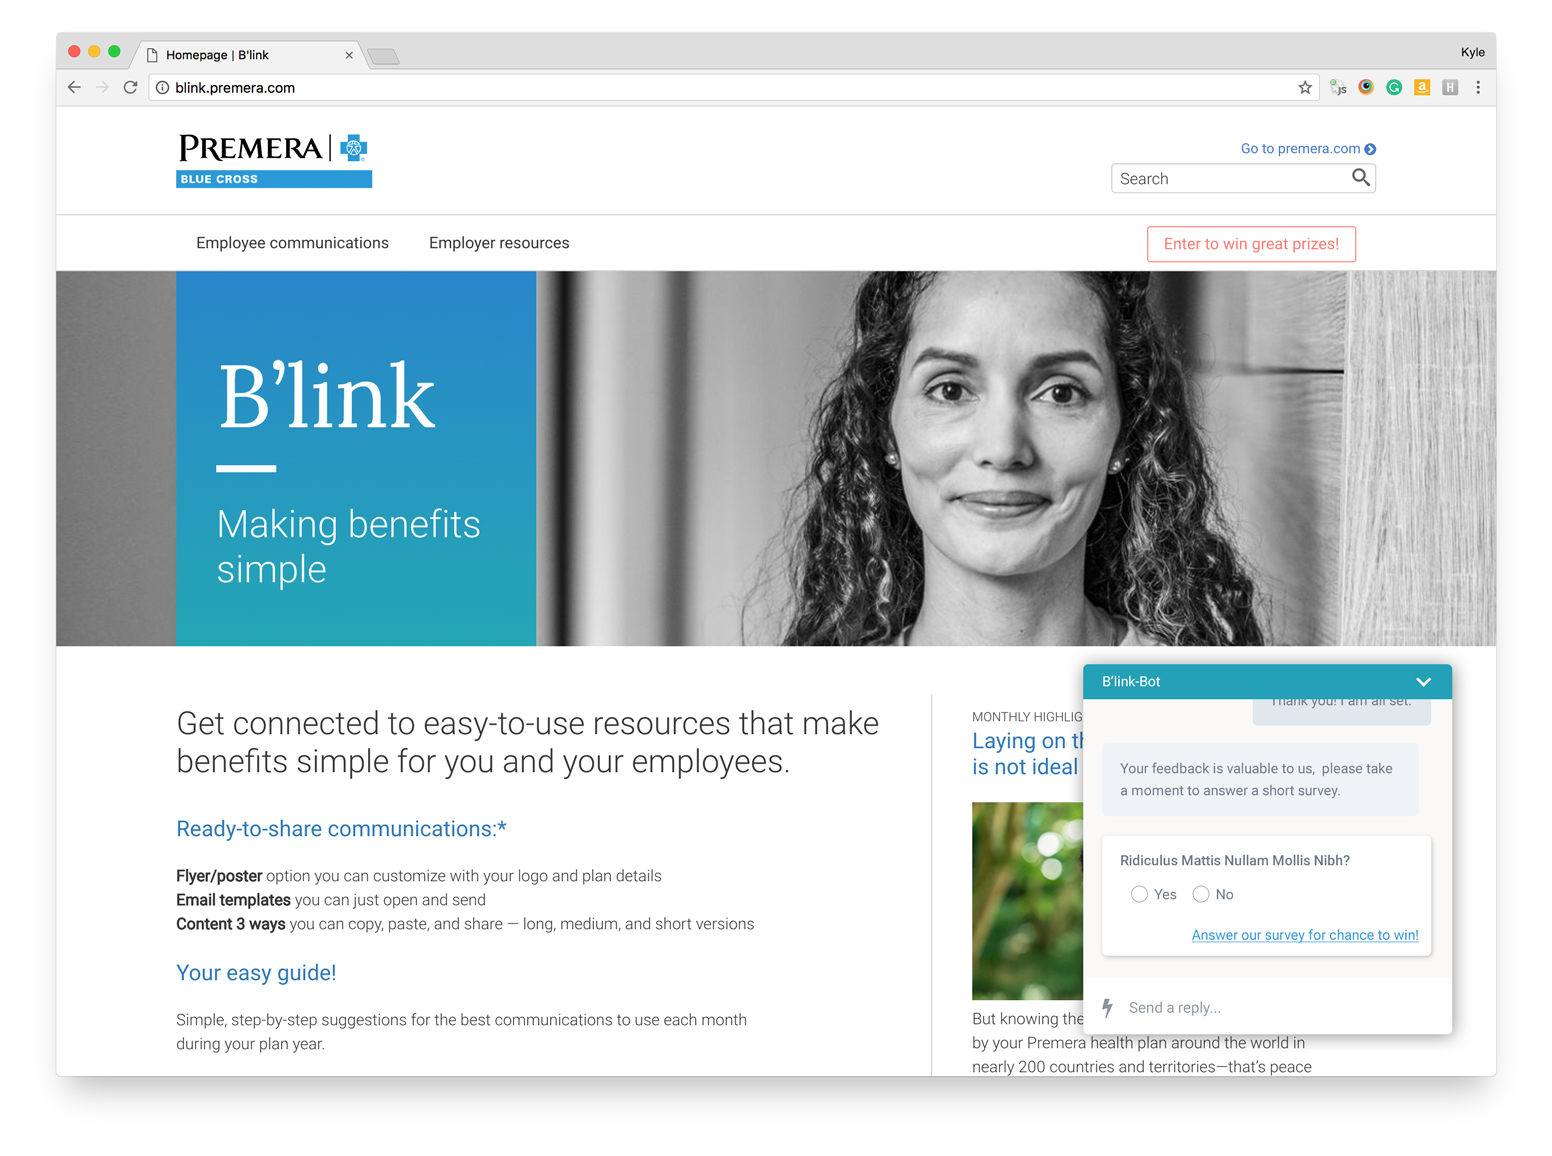 Homepage | B'link
Kyle
blink.premera.com
PREMERA
BLUE CROSS
Go to premera.com
Search
Employee communications
Employer resources
Enter to win great prizes!
B’link
Making benefits
simple
Get connected to easy-to-use resources that make
benefits simple for you and your employees.
Ready-to-share communications:*
Flyer/poster option you can customize with your logo and plan details
Email templates you can just open and send
Content 3 ways you can copy, paste, and share — long, medium, and short versions
Your easy guide!
Simple, step-by-step suggestions for the best communications to use each month
during your plan year.
MONTHLY HIGHLIG
Laying on th
is not ideal
But knowing the
by your Premera health plan around the world in
nearly 200 countries and territories—that’s peace
B’link-Bot
Thank you! I am all set.
Your feedback is valuable to us, please take
a moment to answer a short survey.
Ridiculus Mattis Nullam Mollis Nibh?
Yes
No
Answer our survey for chance to win!
Send a reply...